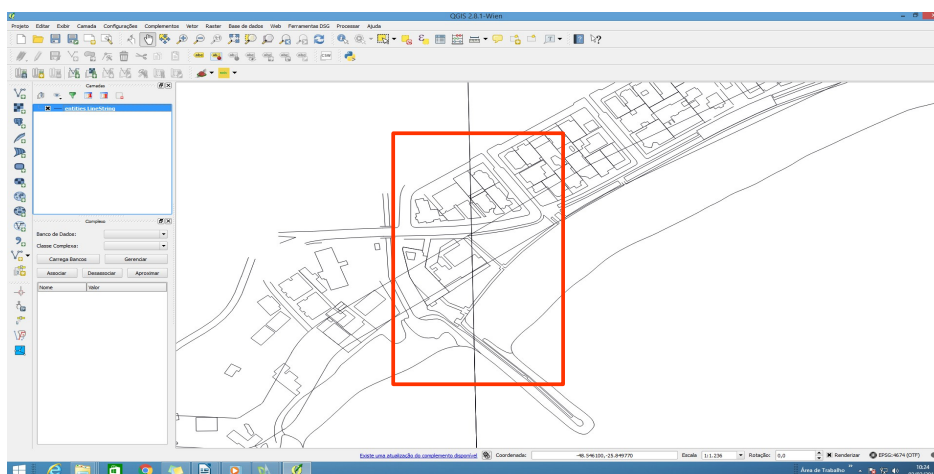 QGIS 2.8.1-Wien
Projeto Editar Exibir Camada Configurações Complementos Vetor Raster Base de dados Web Ferramentas DSG Processar Ajuda
Camadas
entities LineString
Complexo
Banco de Dados:
Classe Complexa:
Carrega Bancos Gerenciar
Associar Desassociar Aproximar
Nome Valor
Existe uma atualização do complemento disponível Coordenada: -48.546100,-25.849770 Escala 1:1.236 Rotação: 0,0 Renderizar EPSG:4674 (OTF)
Área de Trabalho 10:24